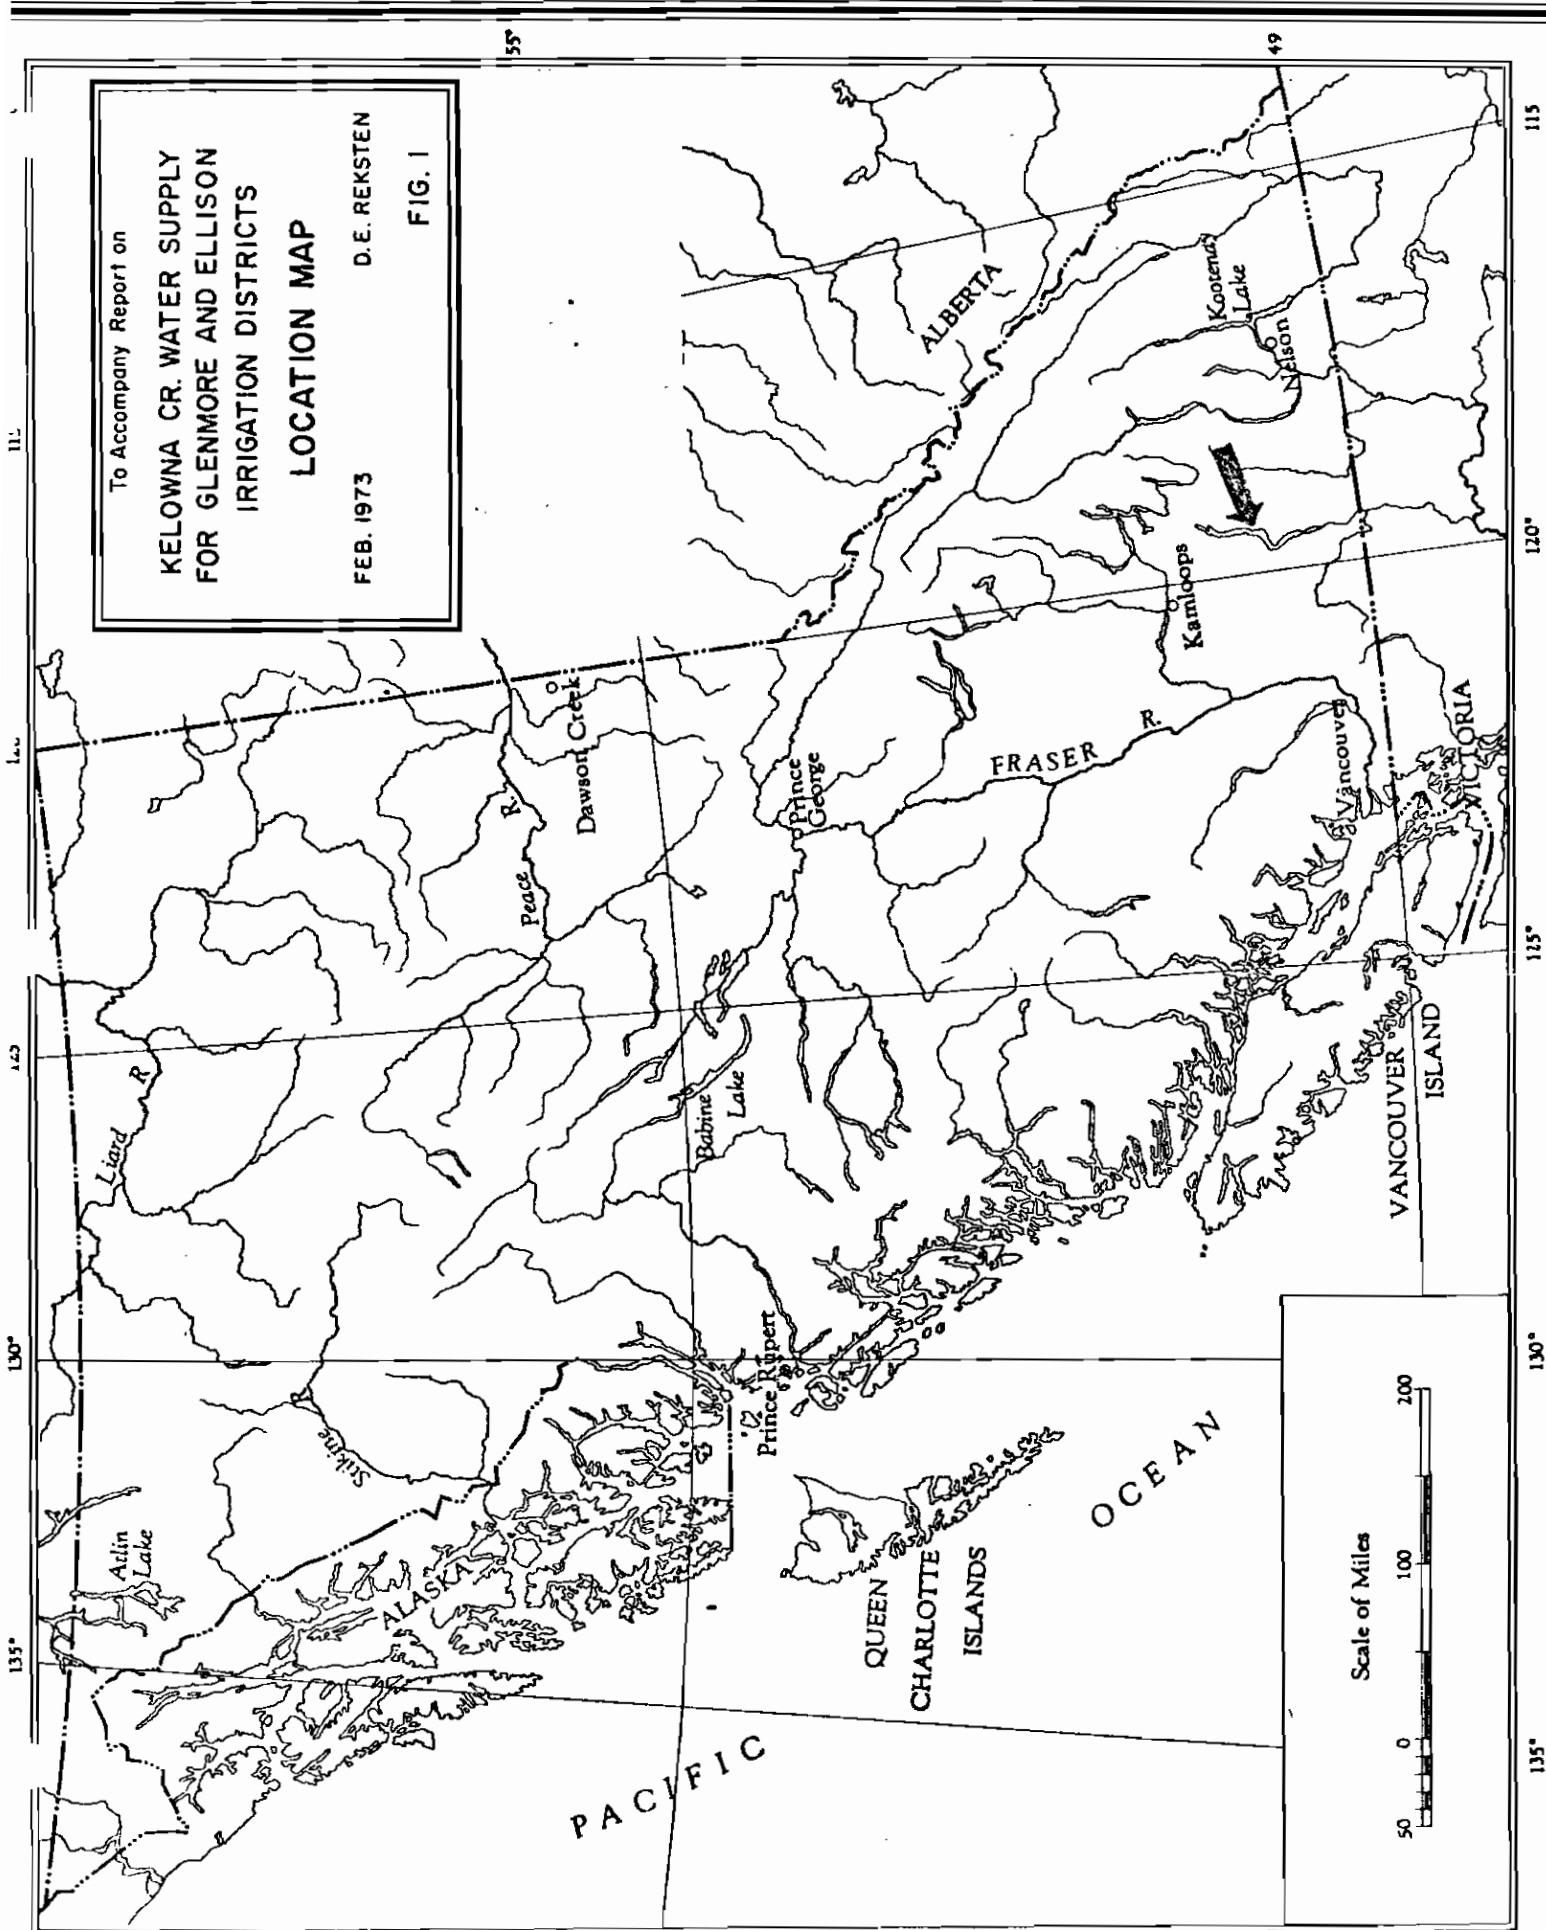 To Accompany Report on
KELOWNA CR. WATER SUPPLY
FOR GLENMORE AND ELLISON
IRRIGATION DISTRICTS
LOCATION MAP
FEB. 1973
D.E. REKSTEN
FIG. 1
135°
130°
125
55°
49
Atlin
Lake
Liard
R
Stikine
R.
ALASKA
Peace
R.
Dawson Creek
Babine
Lake
Prince
George
Prince Rupert
ALBERTA
FRASER
R.
Kamloops
Kootenay
Lake
Nelson
Vancouver
VICTORIA
VANCOUVER
ISLAND
QUEEN
CHARLOTTE
ISLANDS
PACIFIC
OCEAN
Scale of Miles
50
0
100
200
135°
130°
125°
120°
115